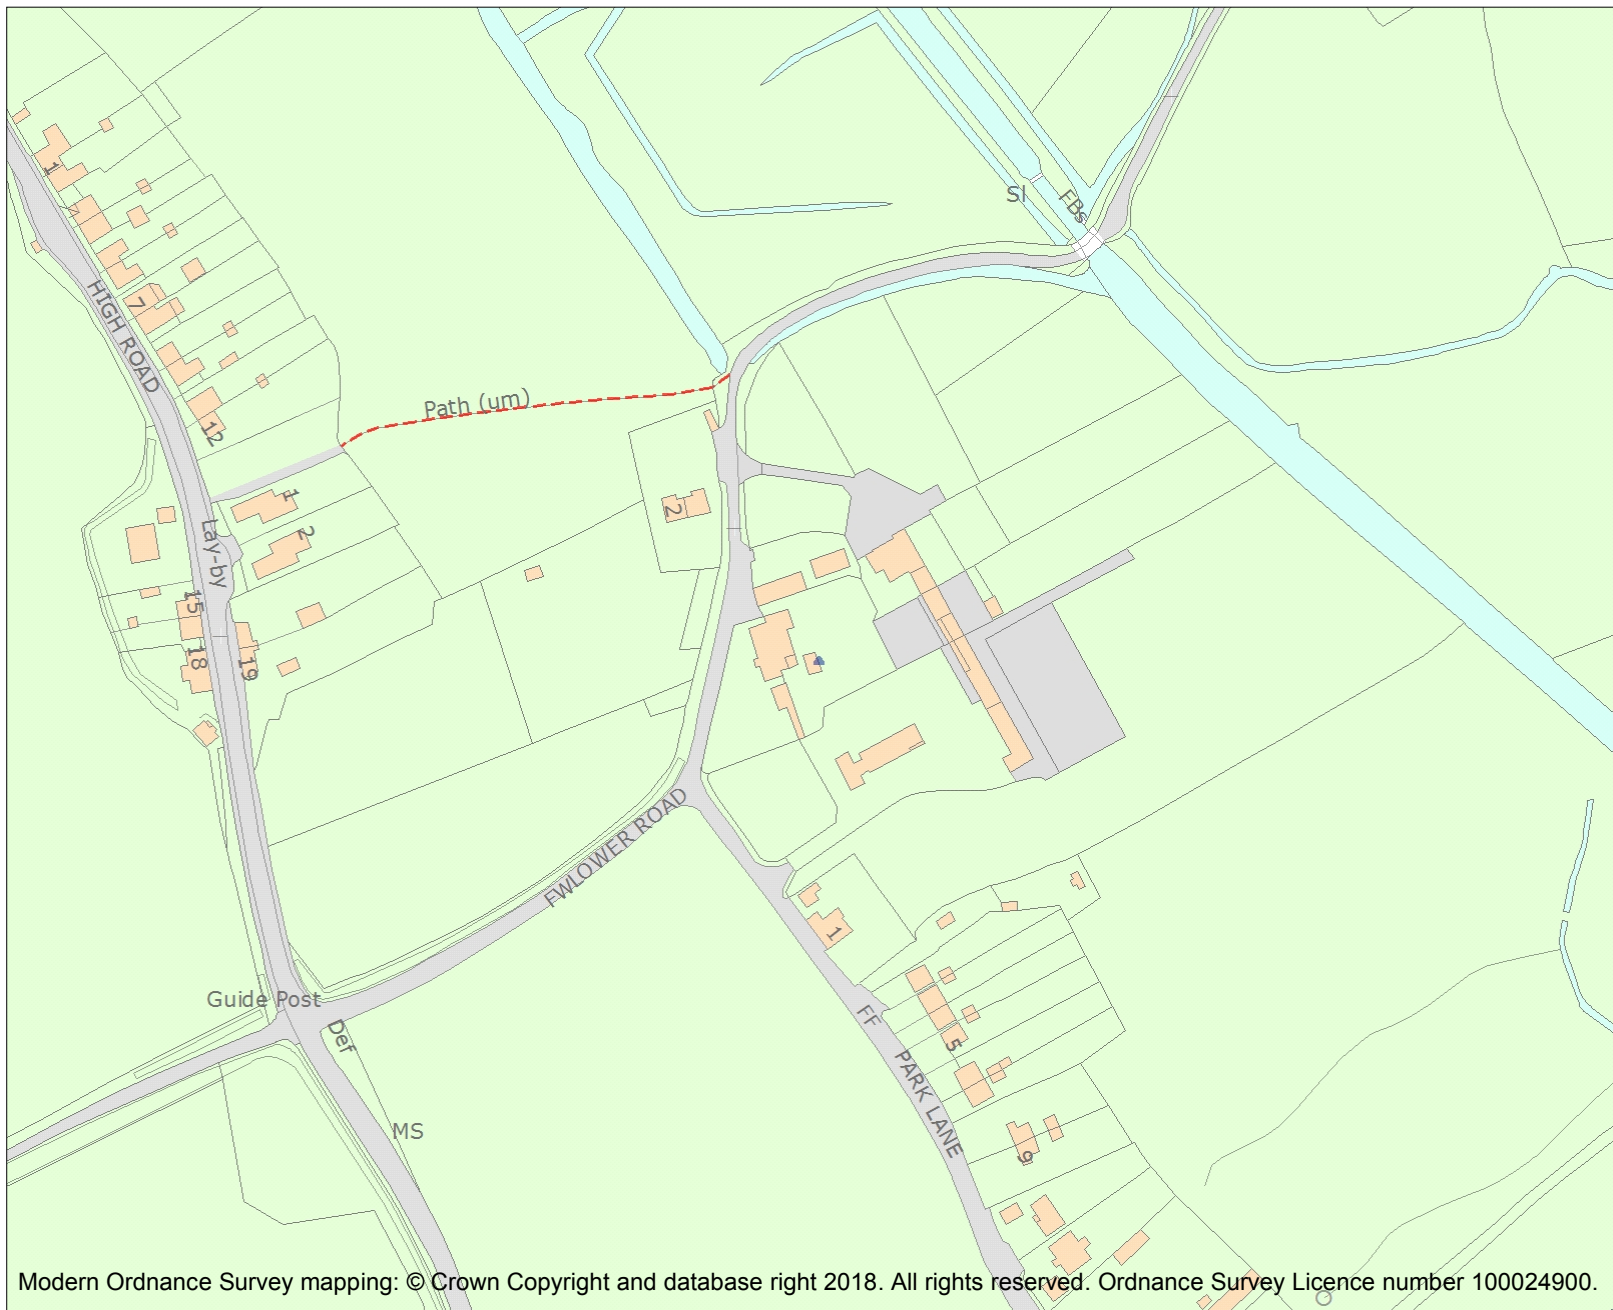 1
7
HIGH ROAD
12
Path (um)
Sl
FBs
1
2
2
Lay-by
15
18
19
FWLOWER ROAD
1
Guide Post
Def
MS
FF
5
PARK LANE
9
Modern Ordnance Survey mapping: © Crown Copyright and database right 2018. All rights reserved. Ordnance Survey Licence number 100024900.